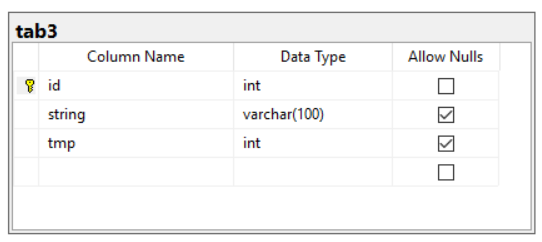 tab3
Column Name Data Type Allow Nulls
id int
string varchar(100)
tmp int